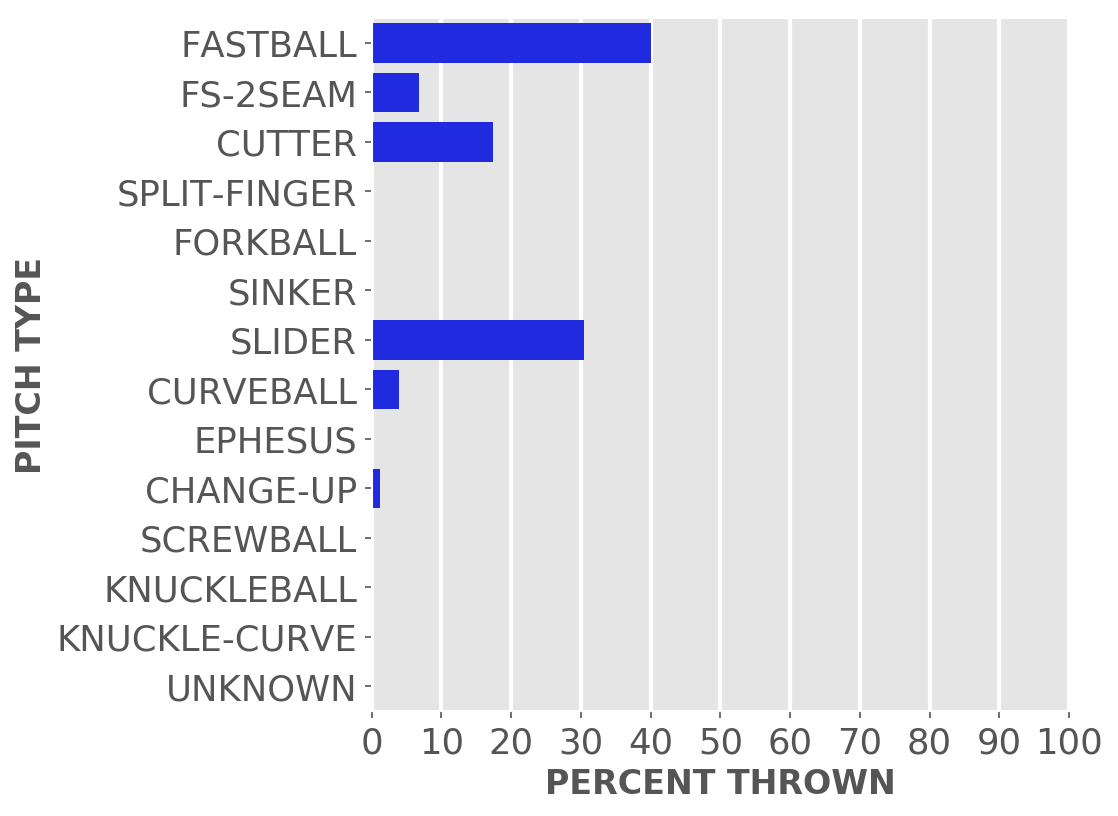 FASTBALL
FS-2SEAM
CUTTER
SPLIT-FINGER
FORKBALL
SINKER
SLIDER
CURVEBALL
EPHESUS
CHANGE-UP
SCREWBALL
KNUCKLEBALL
KNUCKLE-CURVE
UNKNOWN
PITCH TYPE
0 10 20 30 40 50 60 70 80 90 100
PERCENT THROWN